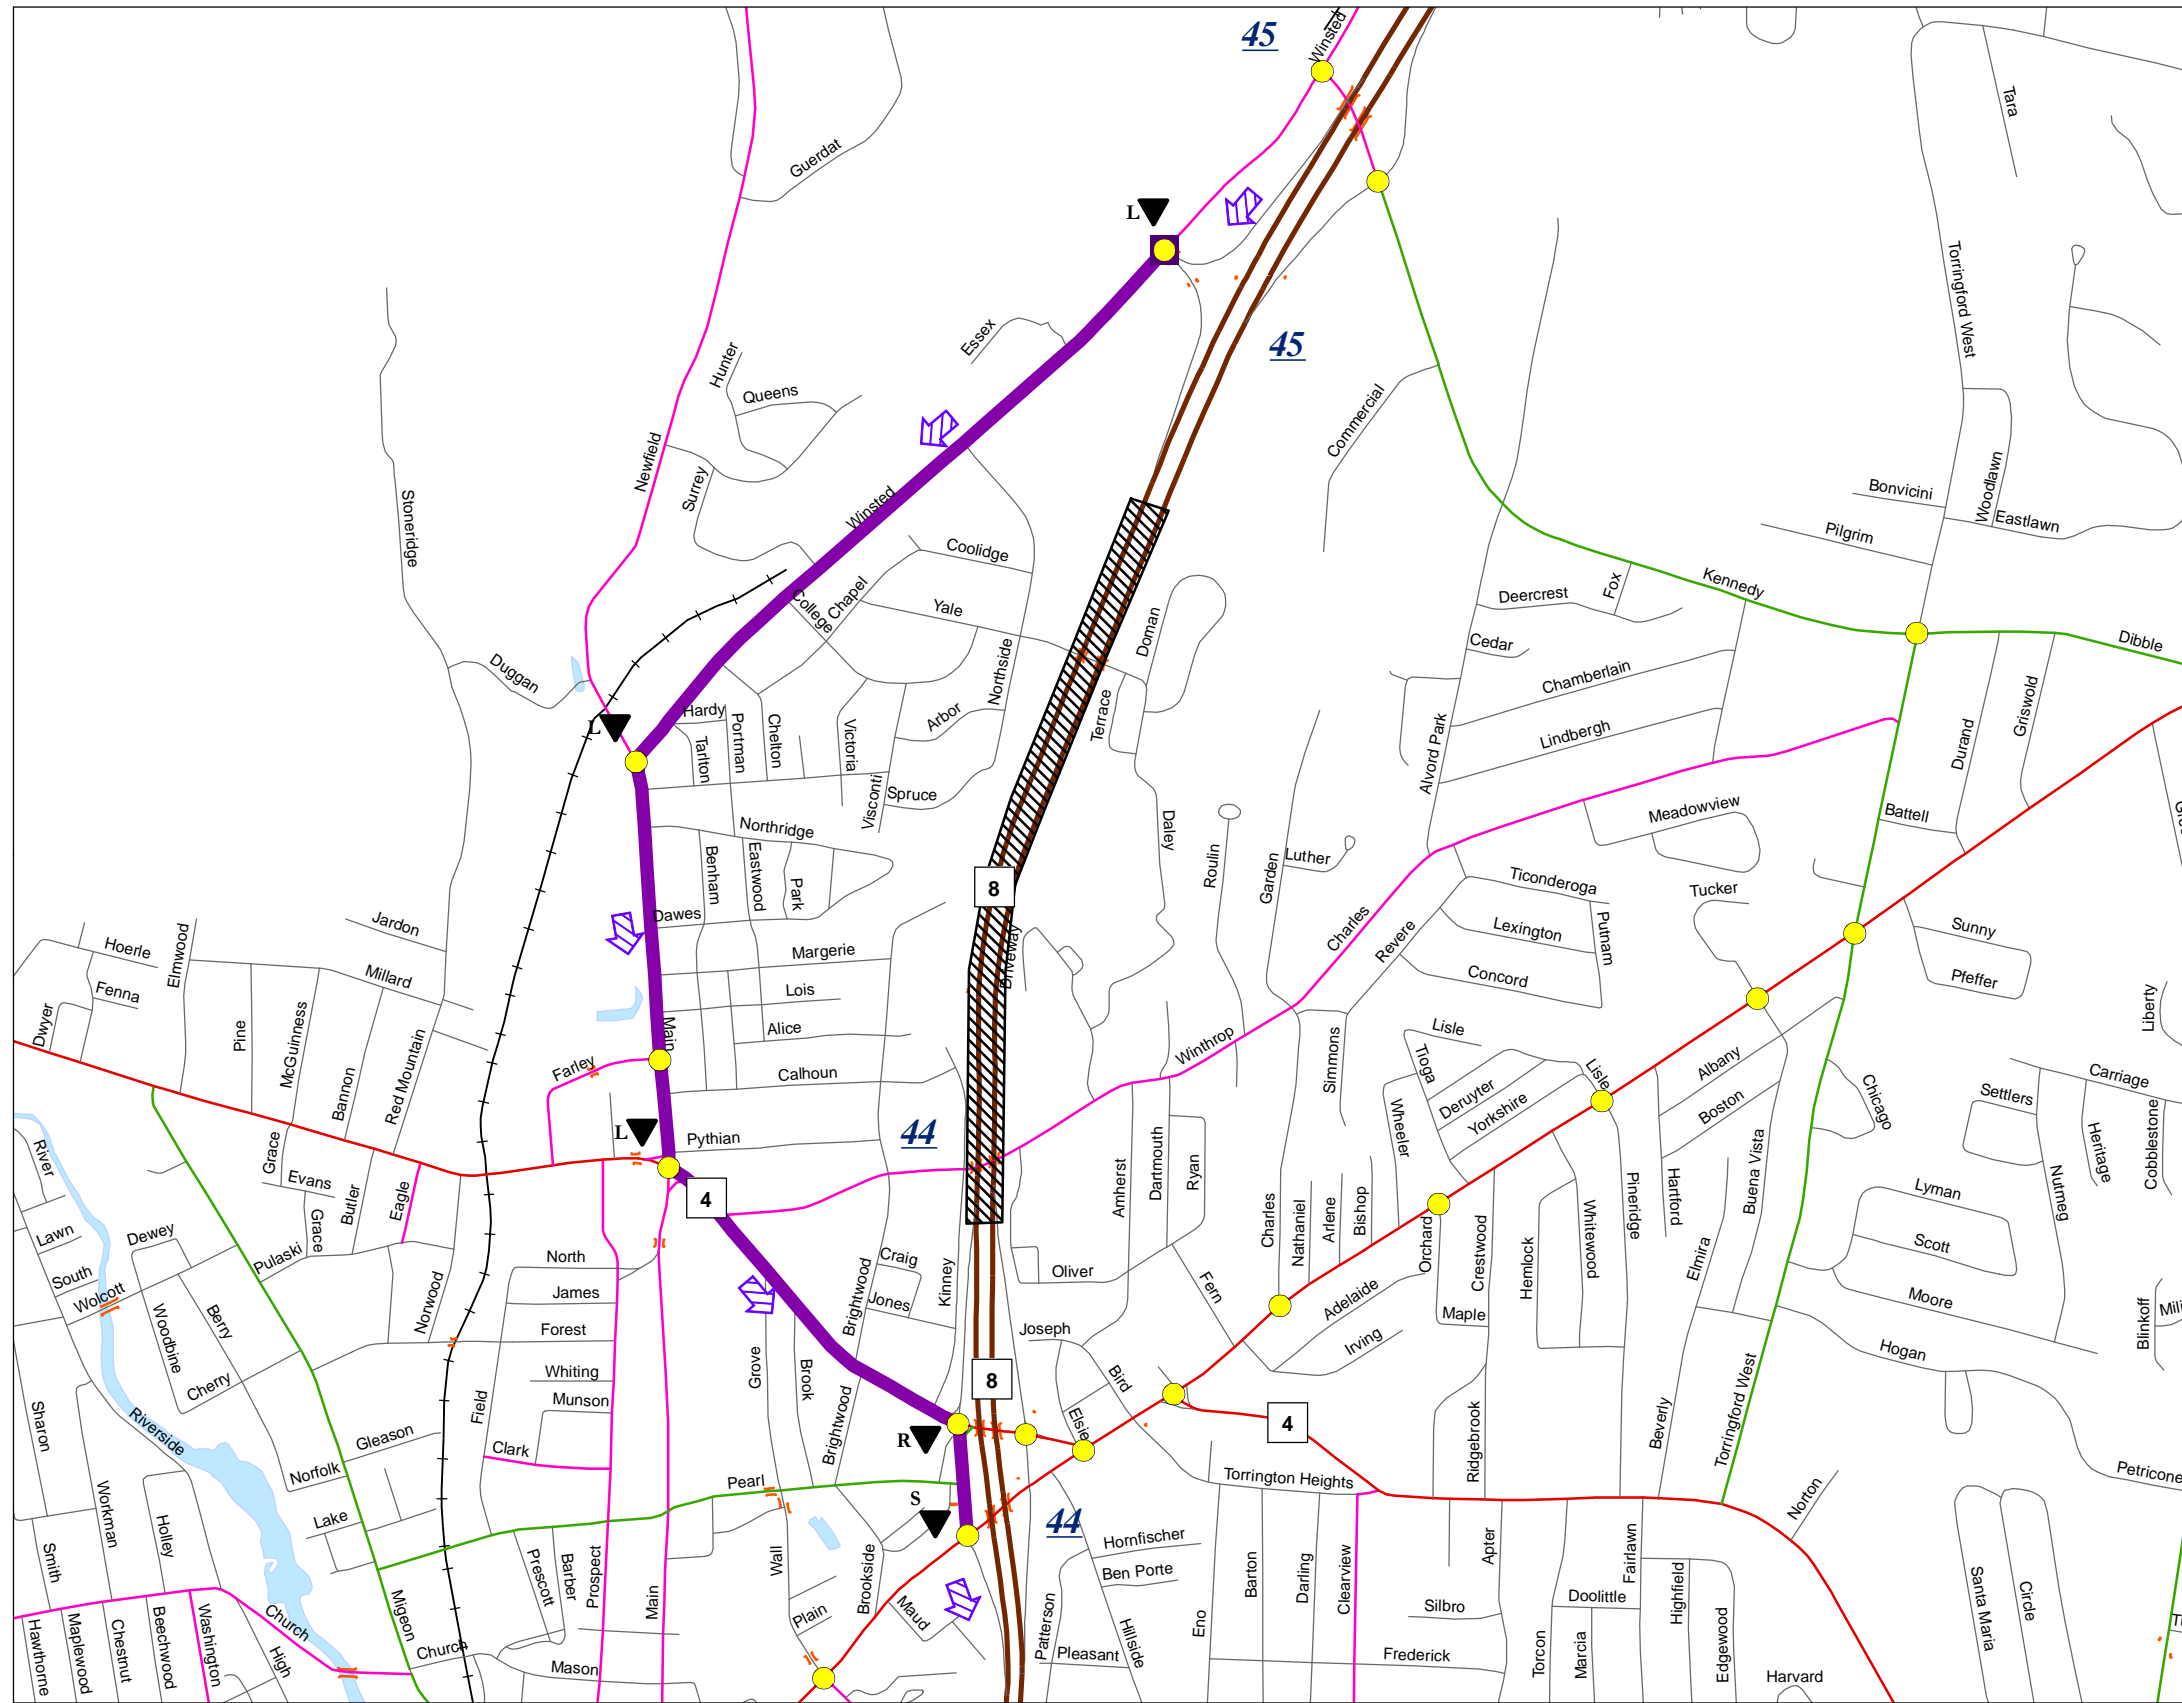 45
Winsted
Tara
Guerdat
L
Torringford West
45
Essex
Hunter
Queens
Commercial
Newfield
Surrey
Winsted
Stoneridge
Bonvicini
Woodlawn
Eastlawn
Pilgrim
Coolidge
Kennedy
Fox
Deercrest
College
Chapel
Yale
Doman
Cedar
Dibble
Duggan
Northside
Chamberlain
Hardy
Portman
Chelton
Victoria
Arbor
Terrace
Griswold
L
Tarlton
Alvord Park
Lindbergh
Durand
Visconti
Spruce
Meadowview
Battell
Northridge
Daley
Roulin
Benham
Eastwood
Park
Garden
Luther
Ticonderoga
Tucker
8
Jardon
Dawes
Charles
Revere
Lexington
Putnam
Sunny
Hoerle
Elmwood
Margerie
Driveway
Millard
Concord
Pfeffer
Fenna
Lois
Liberty
Dwyer
Pine
McGuinness
Red Mountain
Main
Alice
Winthrop
Simmons
Lisle
Tioga
Farley
Calhoun
Lisle
Albany
Carriage
Bannon
Deruyter
Yorkshire
Boston
Chicago
Settlers
44
L
Pythian
Wheeler
River
Grace
Heritage
Cobblestone
Evans
Butler
Eagle
4
Amherst
Dartmouth
Ryan
Charles
Nathaniel
Arlene
Bishop
Orchard
Crestwood
Hemlock
Whitewood
Pineridge
Hartford
Buena Vista
Nutmeg
Lyman
Grace
Lawn
Dewey
Pulaski
Scott
South
North
Craig
Oliver
Fern
Elmira
Wolcott
Woodbine
Berry
Norwood
James
Brightwood
Jones
Kinney
Adelaide
Maple
Moore
Blinkoff
Forest
Joseph
Irving
Hogan
Whiting
Grove
Brook
8
Bird
Cherry
Munson
Sharon
Riverside
Field
Brightwood
Elsie
4
Ridgebrook
Beverly
Torringford West
Gleason
Clark
R
Norfolk
Pearl
Torrington Heights
Petricone
Workman
Lake
S
44
Norton
Holley
Hornfischer
Smith
Prescott
Barber
Prospect
Wall
Brookside
Ben Porte
Barton
Darling
Clearview
Apter
Fairlawn
Highfield
Doolittle
Silbro
Santa Maria
Circle
Migeon
Main
Plain
Maud
Patterson
Hillside
Eno
Hawthorne
Maplewood
Chestnut
Beechwood
Washington
Church
High
Church
Mason
Pleasant
Frederick
Torcon
Marcia
Edgewood
Harvard